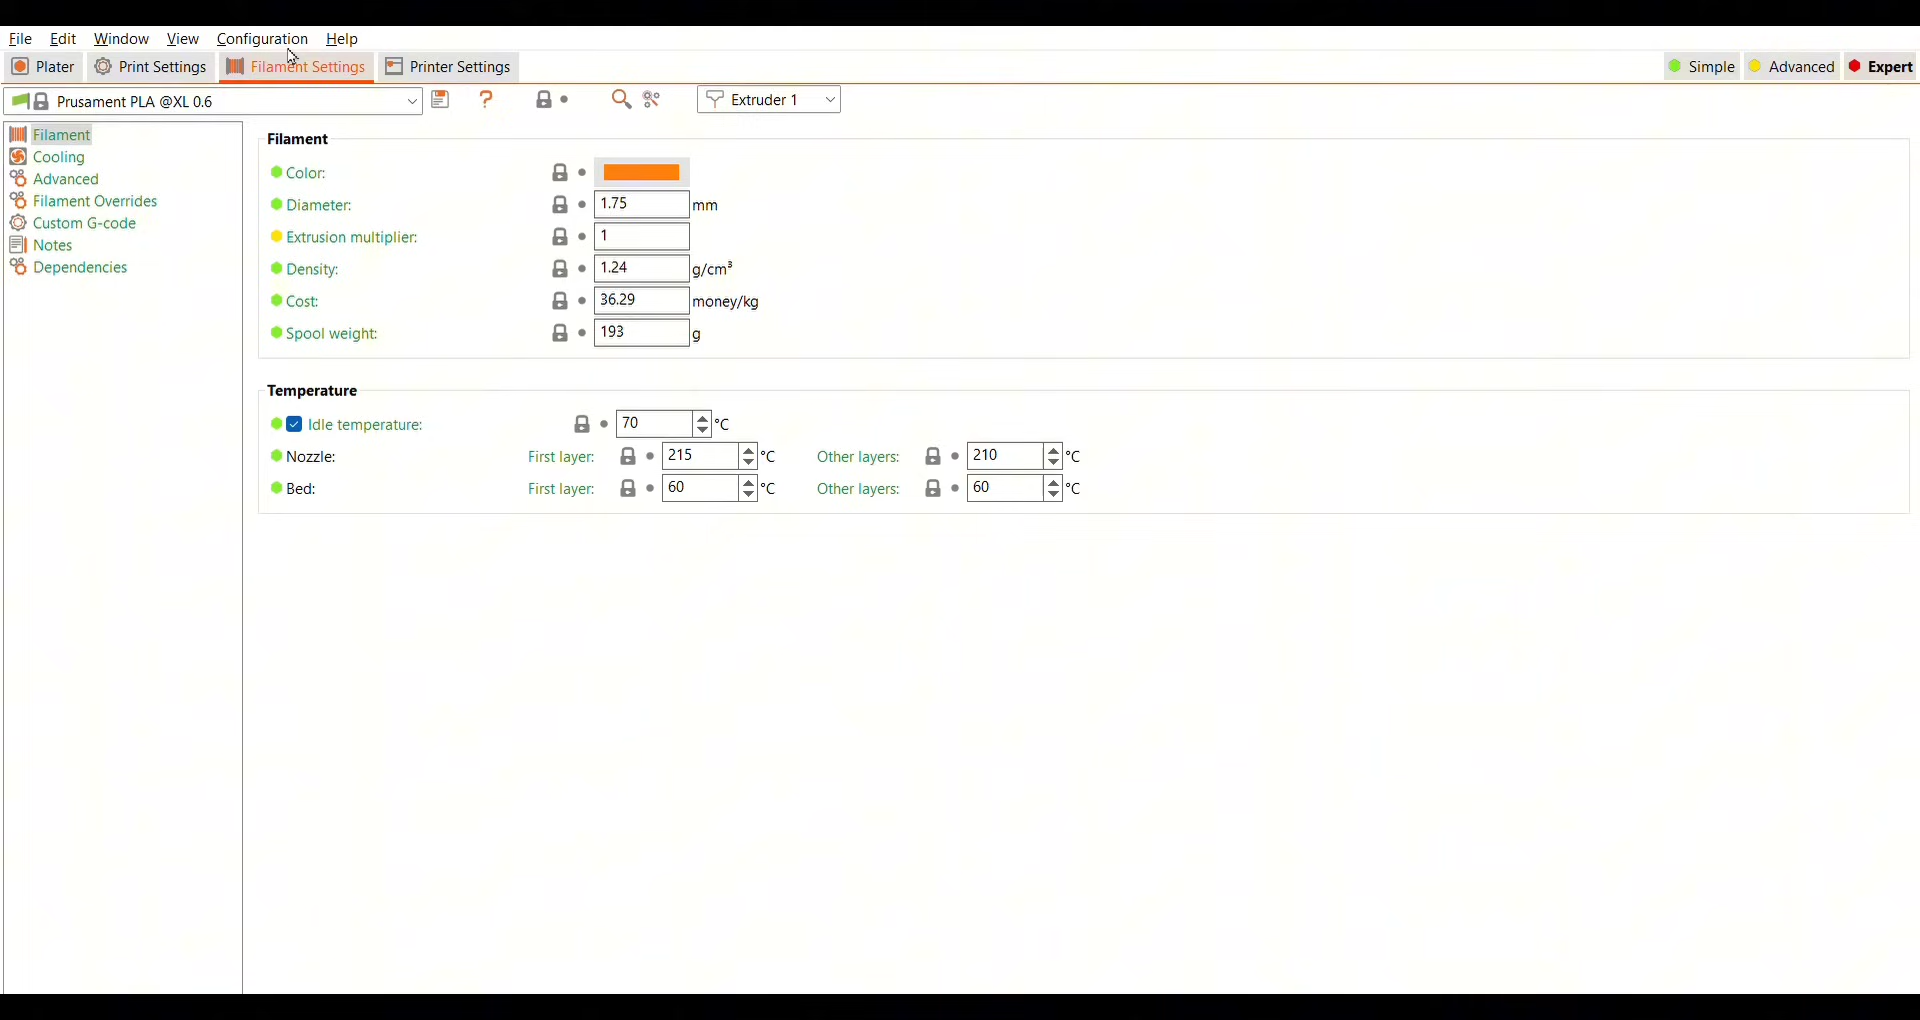 File Edit Window View Configuration Help
Plater Print Settings Filament Settings Printer Settings Simple Advanced Expert
Prusament PLA @XL 0.6 ? Extruder 1
Filament
Cooling
Advanced
Filament Overrides
Custom G-code
Notes
Dependencies
Filament
Color:
Diameter: 1.75 mm
Extrusion multiplier: 1
Density: 1.24 g/cm³
Cost: 36.29 money/kg
Spool weight: 193 g
Temperature
Idle temperature: 70 °C
Nozzle: First layer: 215 °C Other layers: 210 °C
Bed: First layer: 60 °C Other layers: 60 °C